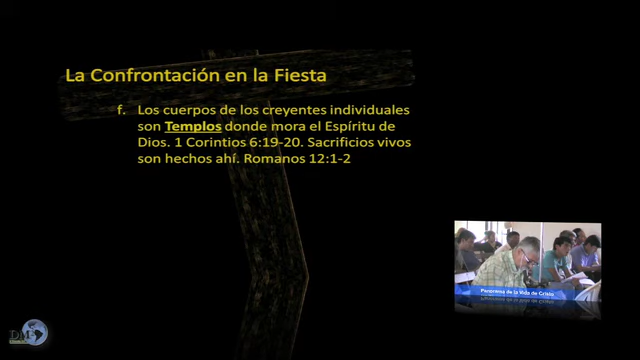 La Confrontación en la Fiesta
f. Los cuerpos de los creyentes individuales
son Templos donde mora el Espíritu de
Dios. 1 Corintios 6:19-20. Sacrificios vivos
son hechos ahí. Romanos 12:1-2
Panorama de la Vida de Cristo
DM